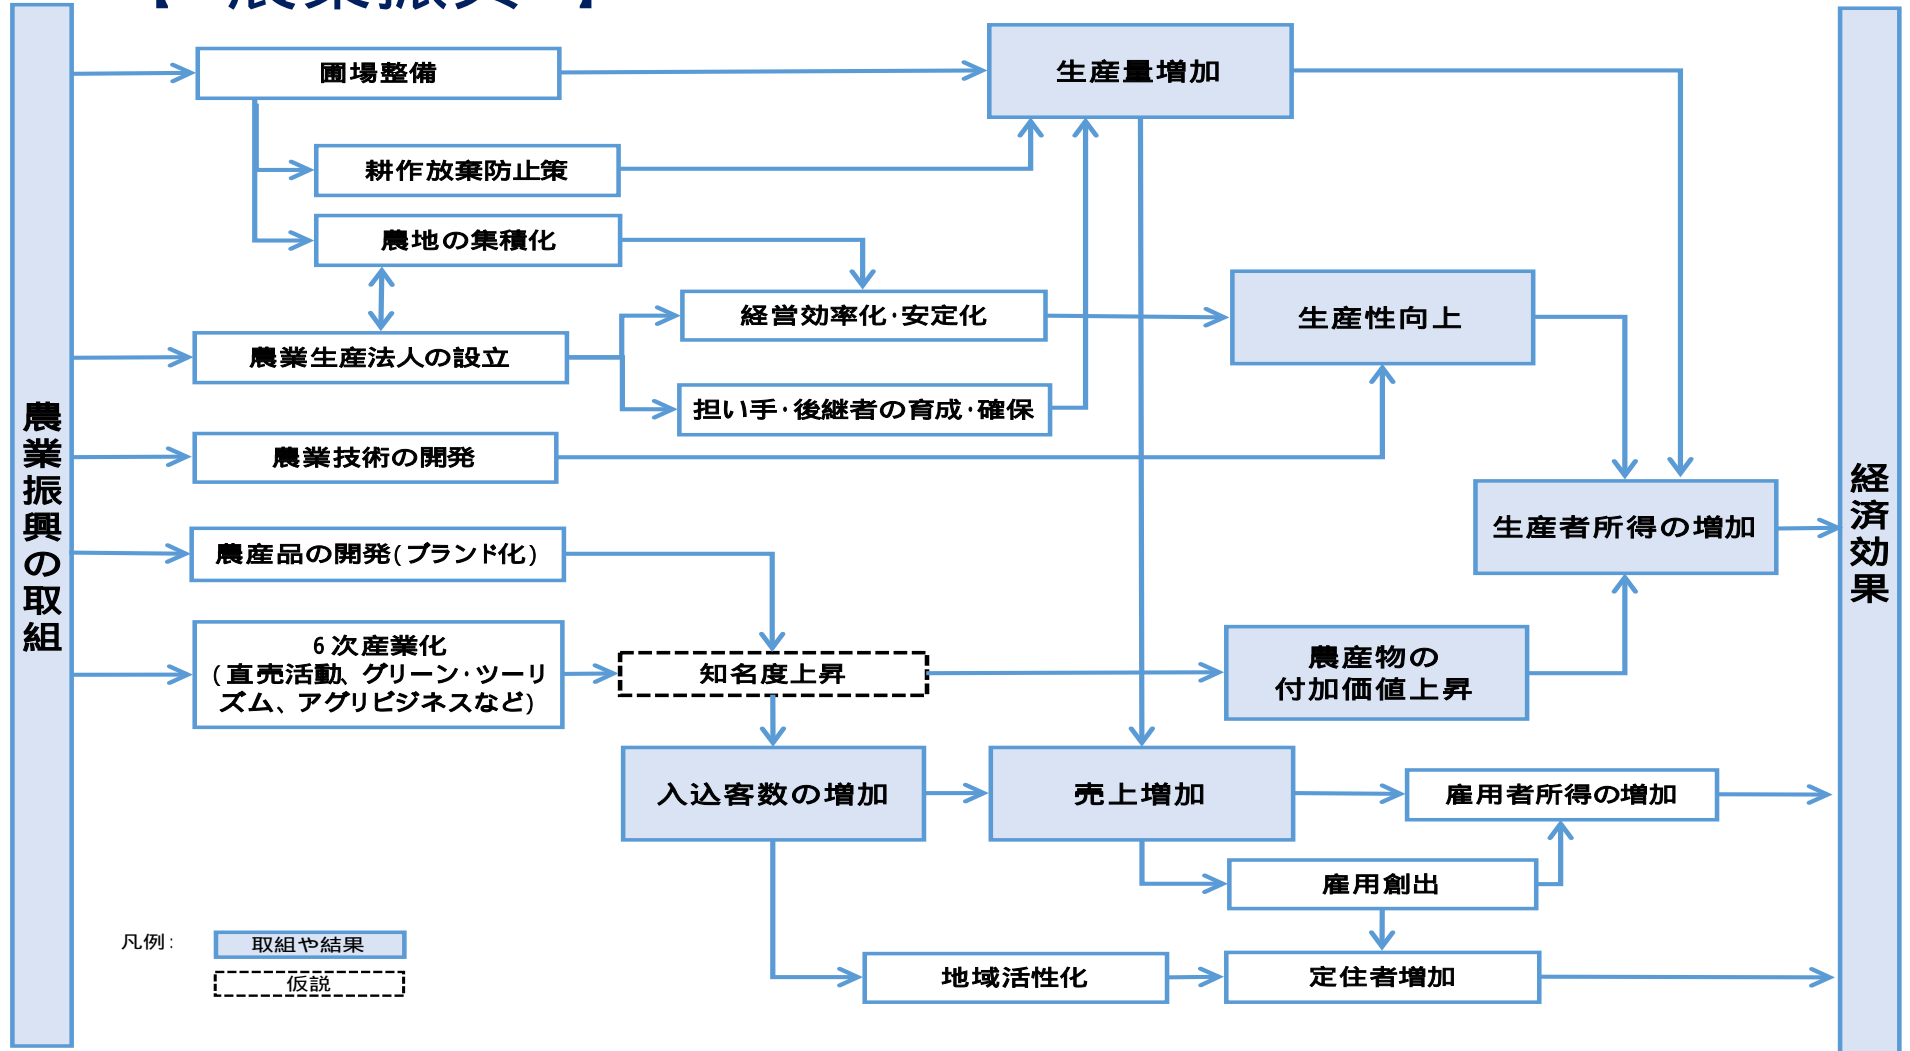 【 農業振興 】
農業振興の取組
圃場整備
生産量増加
耕作放棄防止策
農地の集積化
経営効率化・安定化
生産性向上
農業生産法人の設立
担い手・後継者の育成・確保
農業技術の開発
生産者所得の増加
農産品の開発(ブランド化)
6次産業化
(直売活動、グリーン・ツーリ
ズム、アグリビジネスなど)
知名度上昇
農産物の
付加価値上昇
入込客数の増加
売上増加
雇用者所得の増加
雇用創出
地域活性化
定住者増加
経済効果
凡例:
取組や結果
仮説